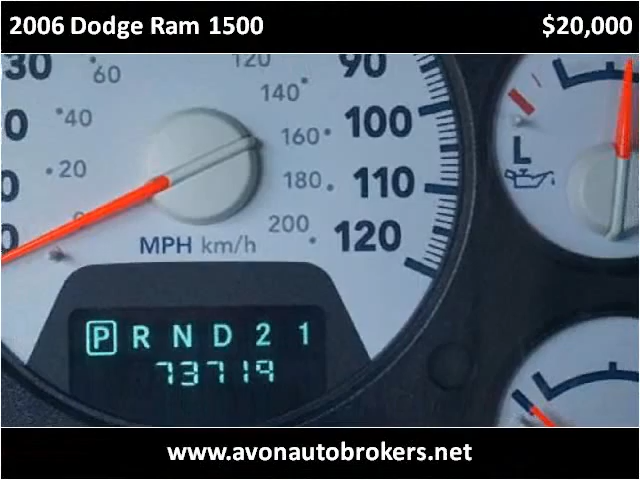 2006 Dodge Ram 1500 $20,000
30 60 120 90
40 140 100
160
20 180 110
200 120
MPH km/h
L
P R N D 2 1
73719
www.avonautobrokers.net